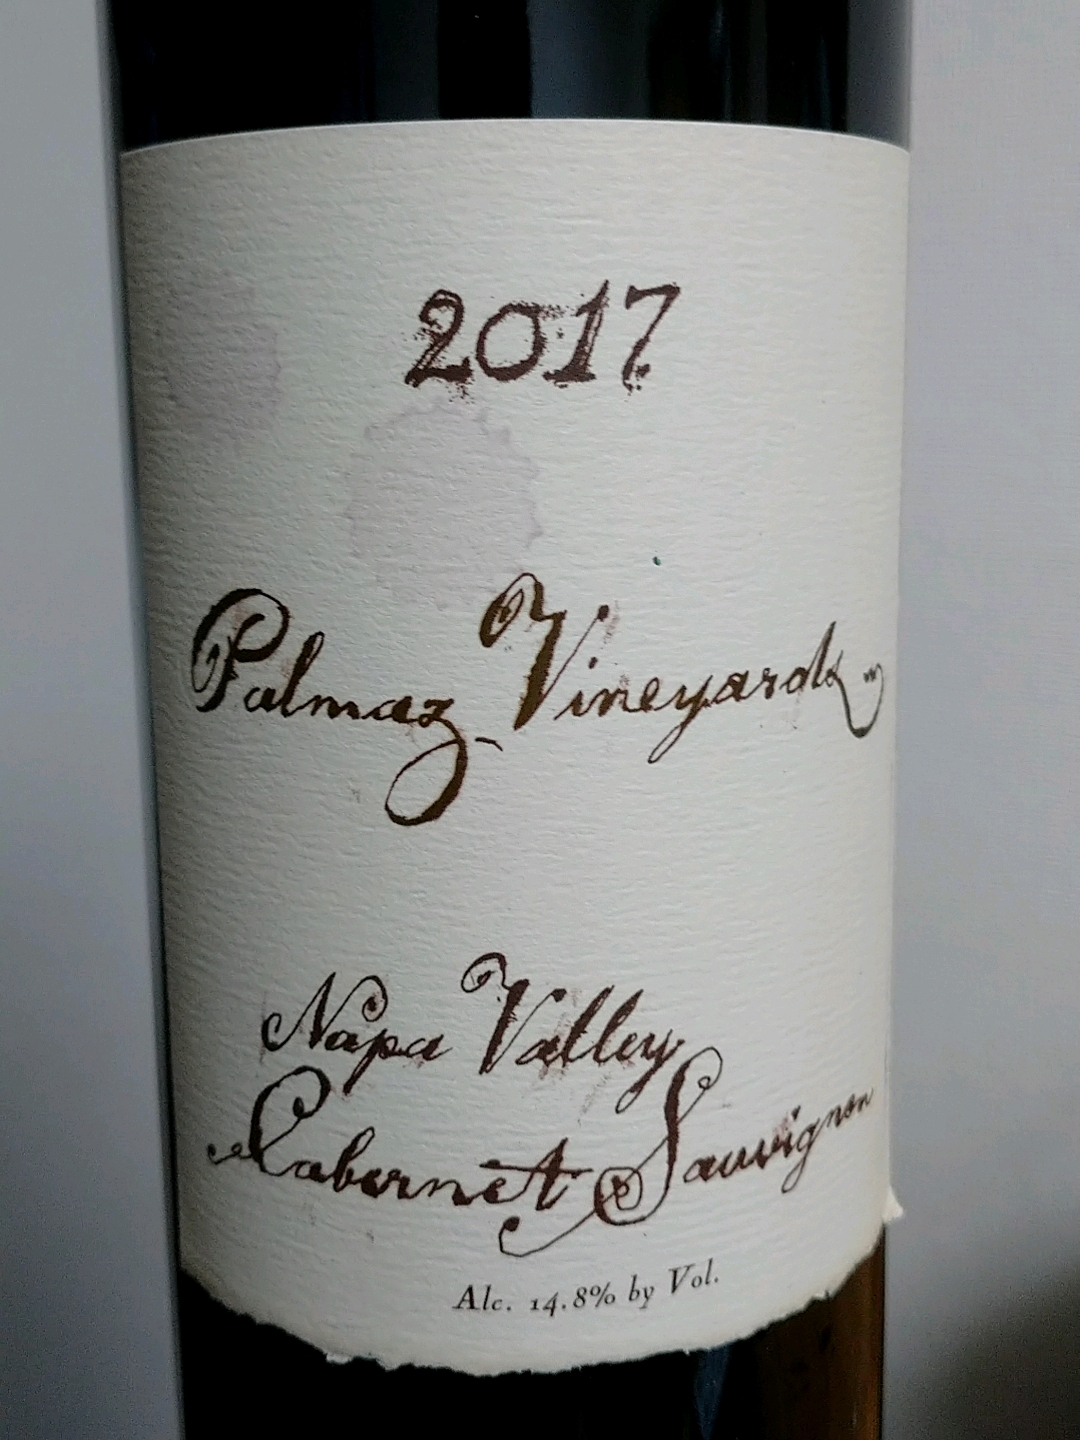 2017
Palmaz Vineyards
Napa Valley
Cabernet Sauvignon
Alc. 14.8% by Vol.